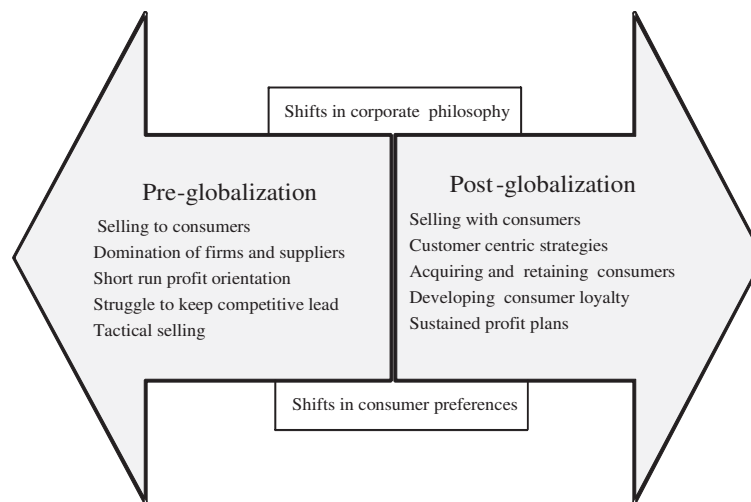 Shifts in corporate philosophy
Pre-globalization
Selling to consumers
Domination of firms and suppliers
Short run profit orientation
Struggle to keep competitive lead
Tactical selling
Post-globalization
Selling with consumers
Customer centric strategies
Acquiring and retaining consumers
Developing consumer loyalty
Sustained profit plans
Shifts in consumer preferences